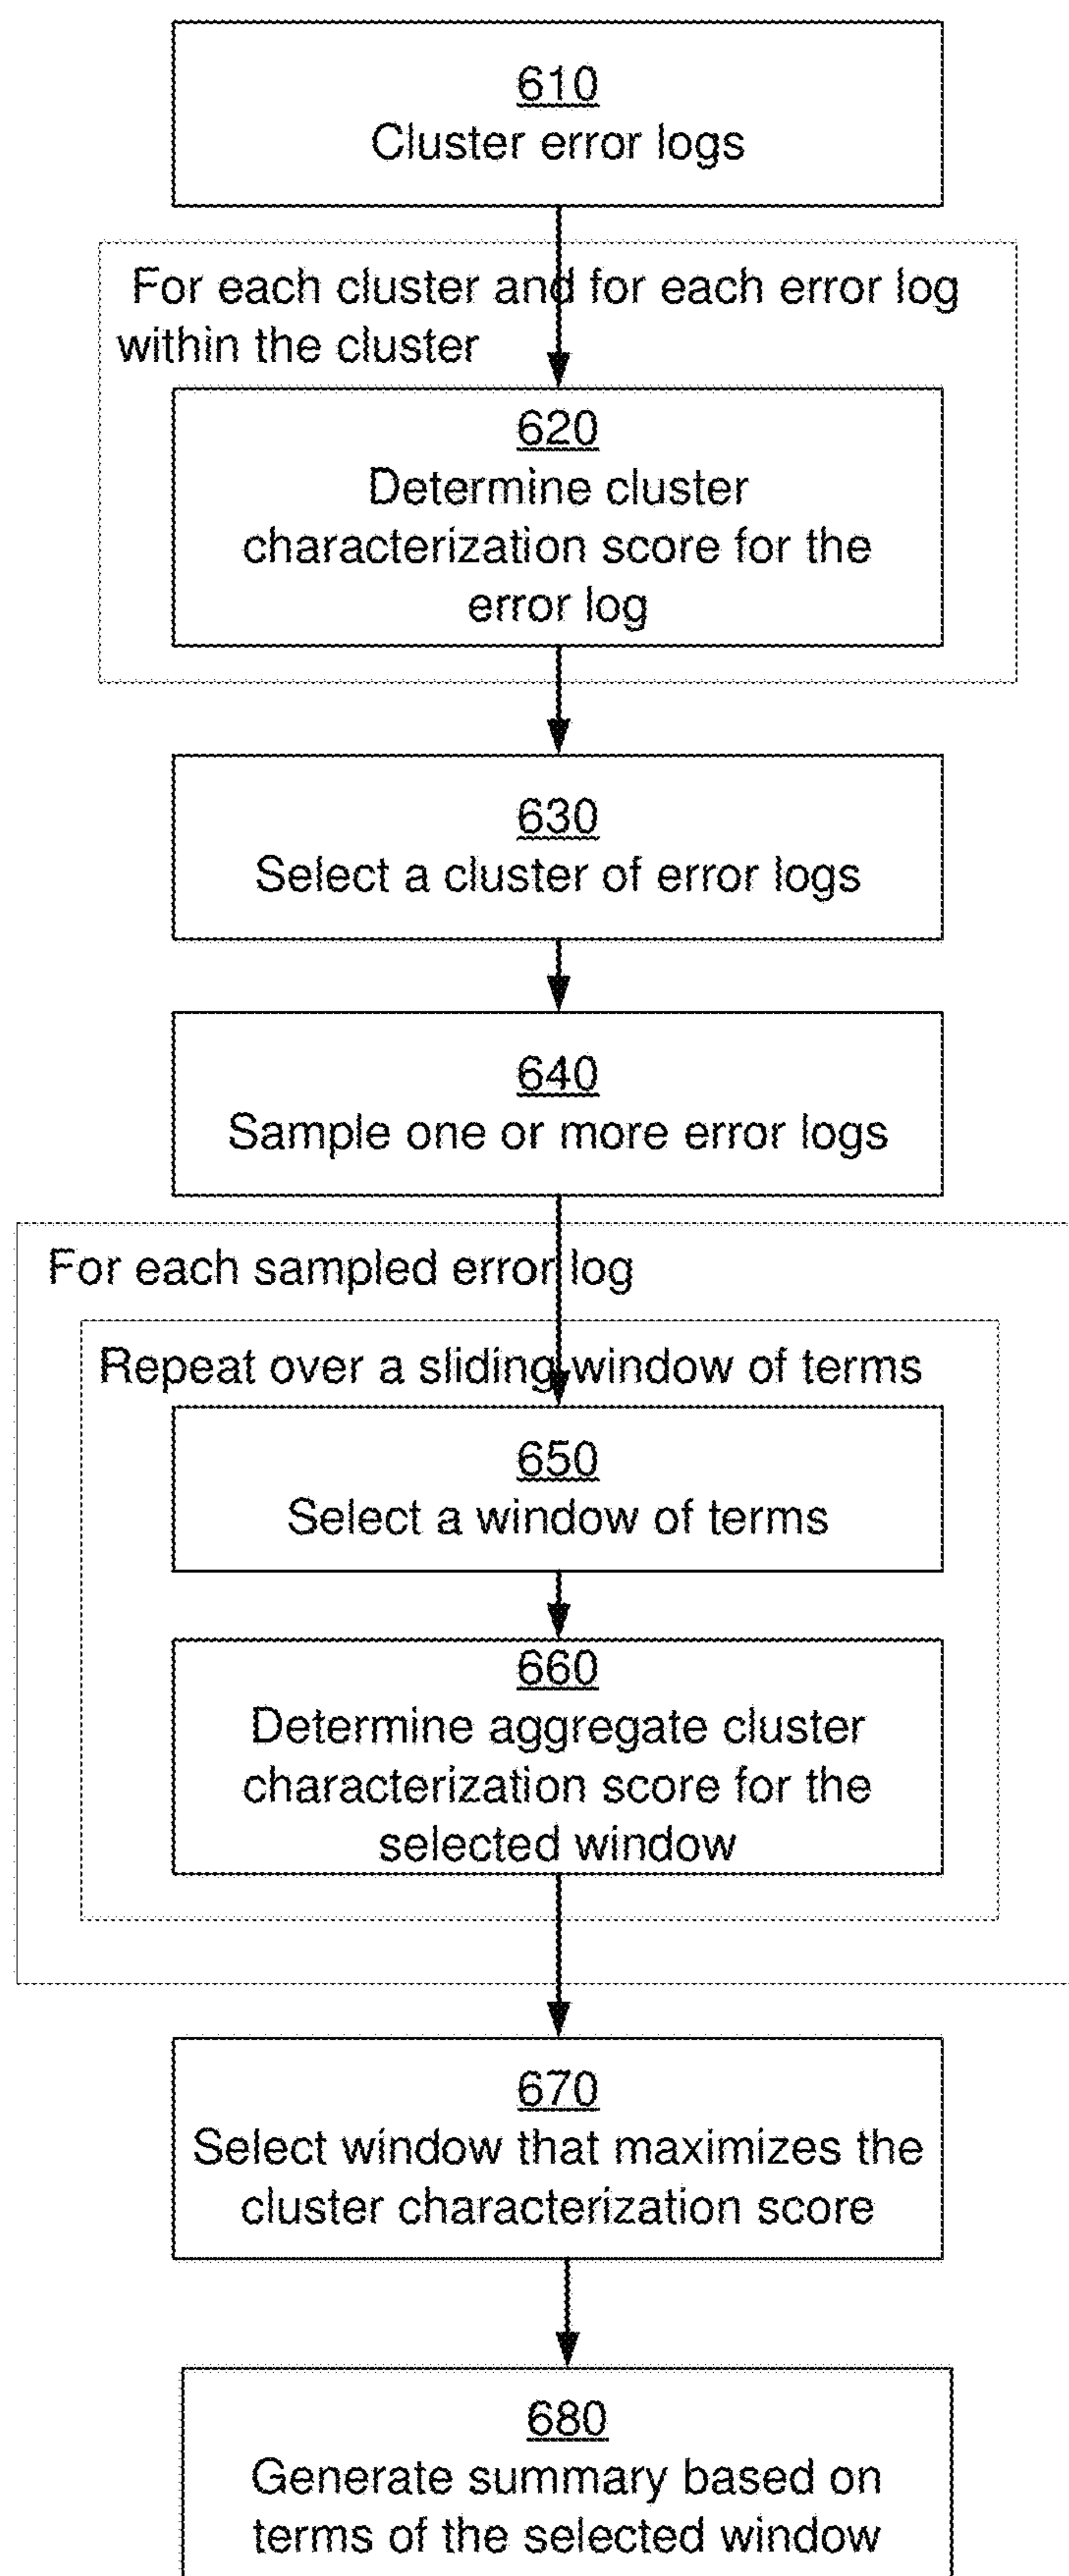 610
Cluster error logs
For each cluster and for each error log
within the cluster
620
Determine cluster
characterization score for the
error log
630
Select a cluster of error logs
640
Sample one or more error logs
For each sampled error log
Repeat over a sliding window of terms
650
Select a window of terms
660
Determine aggregate cluster
characterization score for the
selected window
670
Select window that maximizes the
cluster characterization score
680
Generate summary based on
terms of the selected window